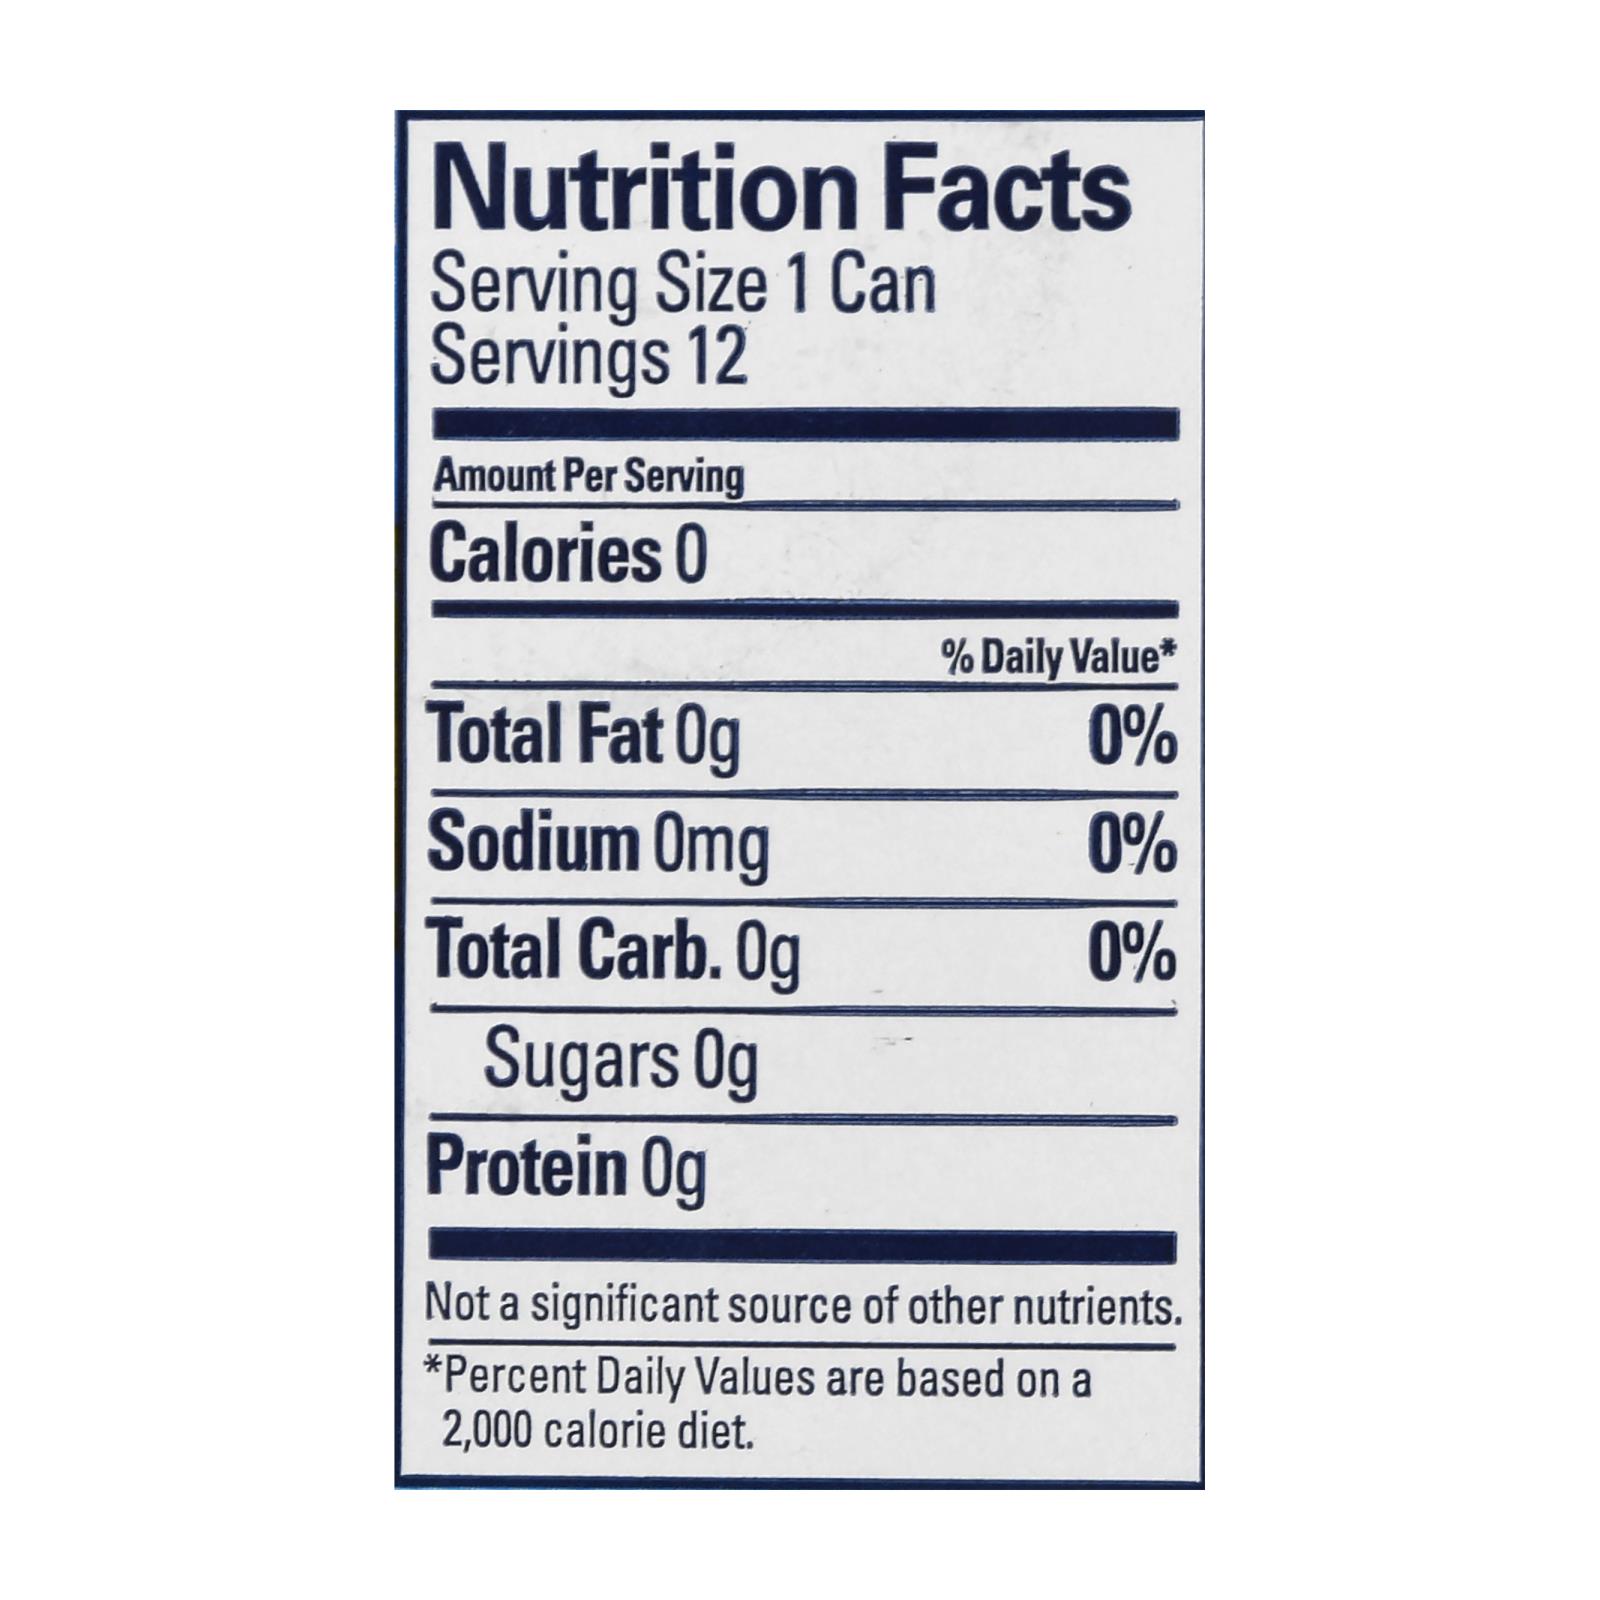 Nutrition Facts
Serving Size 1 Can
Servings 12
Amount Per Serving
Calories 0
% Daily Value*
Total Fat 0g 0%
Sodium 0mg 0%
Total Carb. 0g 0%
Sugars 0g
Protein 0g
Not a significant source of other nutrients.
*Percent Daily Values are based on a
2,000 calorie diet.